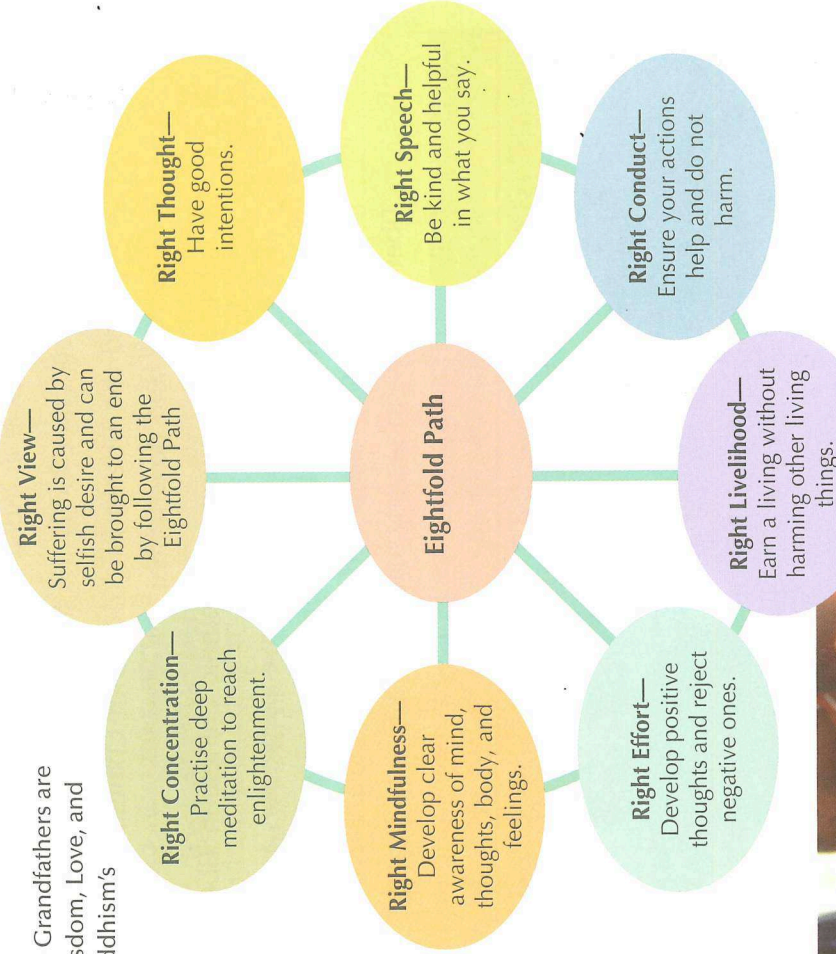 Grandfathers are
sdom, Love, and
ddhism's
Right View—
Suffering is caused by
selfish desire and can
be brought to an end
by following the
Eightfold Path
Right Thought—
Have good
intentions.
Right Speech—
Be kind and helpful
in what you say.
Right Conduct—
Ensure your actions
help and do not
harm.
Right Livelihood—
Earn a living without
harming other living
things.
Right Effort—
Develop positive
thoughts and reject
negative ones.
Right Mindfulness—
Develop clear
awareness of mind,
thoughts, body, and
feelings.
Right Concentration—
Practise deep
meditation to reach
enlightenment.
Eightfold Path